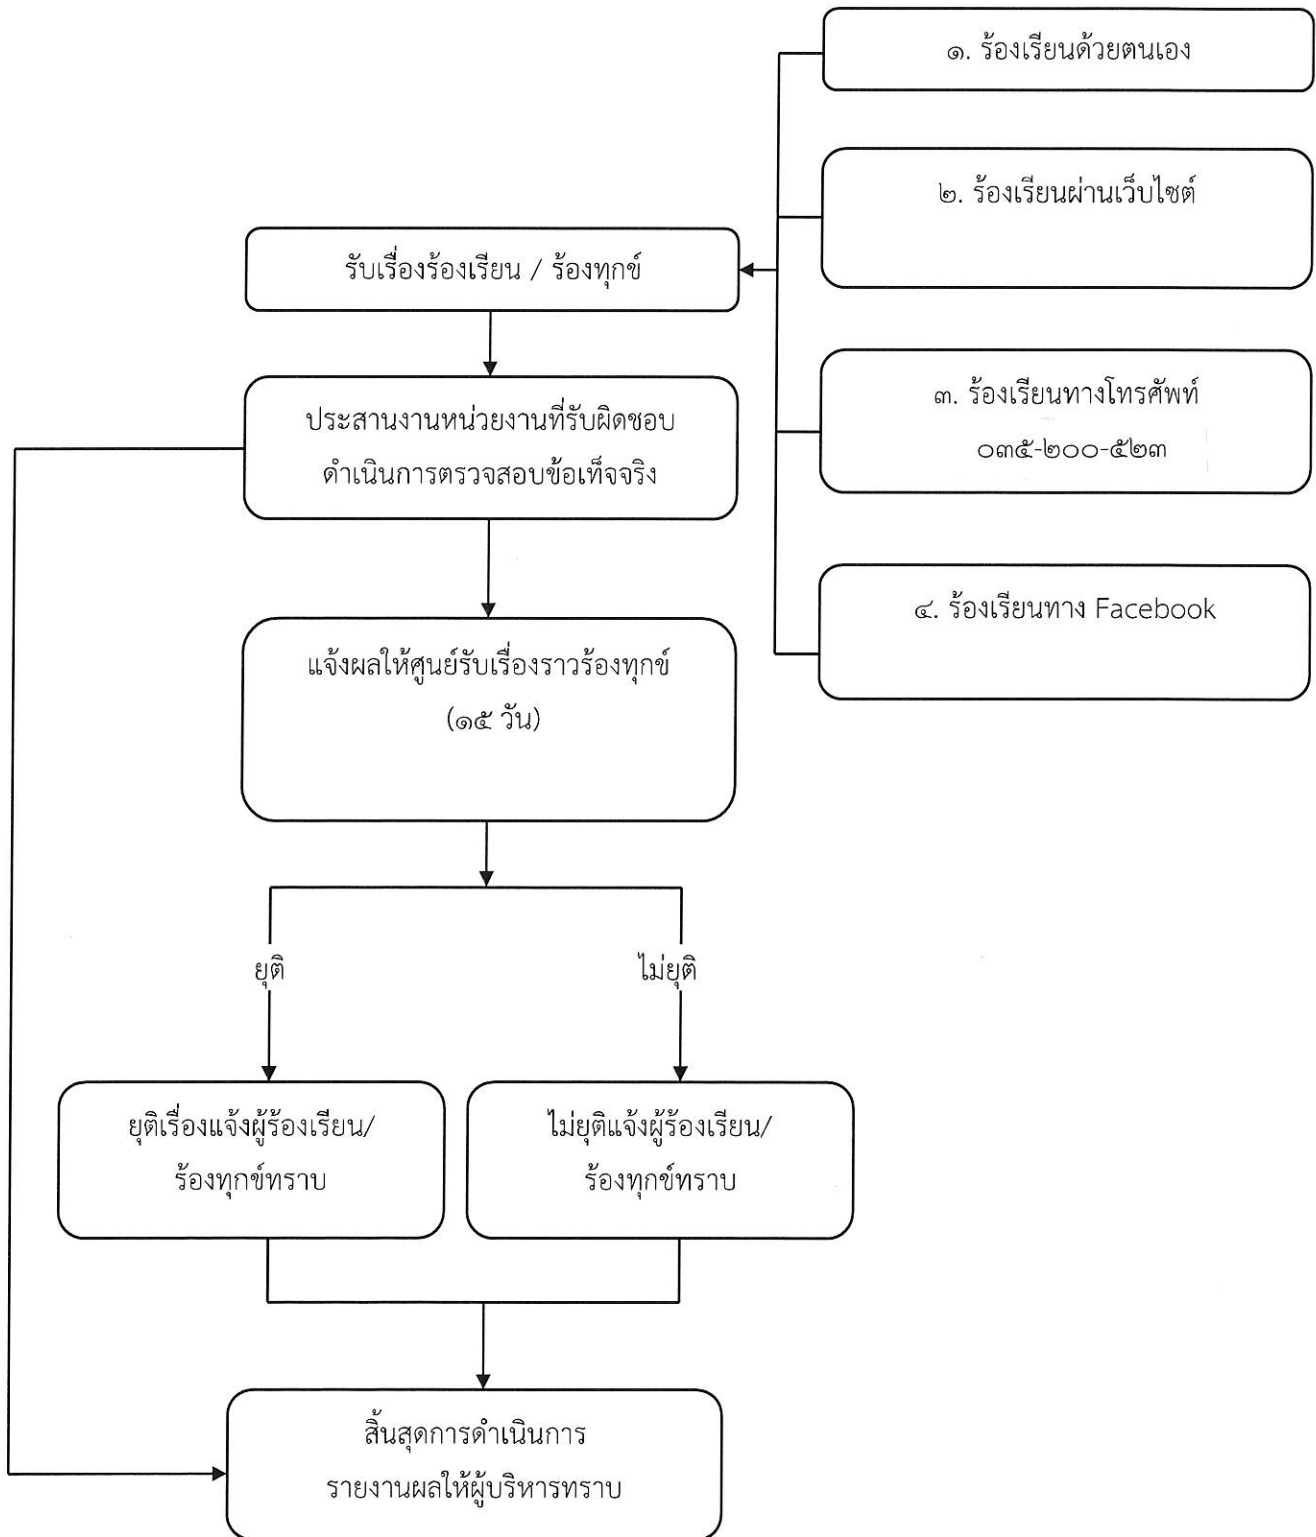 ๑. ร้องเรียนด้วยตนเอง
๒. ร้องเรียนผ่านเว็บไซต์
๓. ร้องเรียนทางโทรศัพท์
๐๓๕-๒๐๐-๕๒๓
๔. ร้องเรียนทาง Facebook
รับเรื่องร้องเรียน / ร้องทุกข์
ประสานงานหน่วยงานที่รับผิดชอบ
ดำเนินการตรวจสอบข้อเท็จจริง
แจ้งผลให้ศูนย์รับเรื่องราวร้องทุกข์
(๑๕ วัน)
ยุติ
ไม่ยุติ
ยุติเรื่องแจ้งผู้ร้องเรียน/
ร้องทุกข์ทราบ
ไม่ยุติแจ้งผู้ร้องเรียน/
ร้องทุกข์ทราบ
สิ้นสุดการดำเนินการ
รายงานผลให้ผู้บริหารทราบ